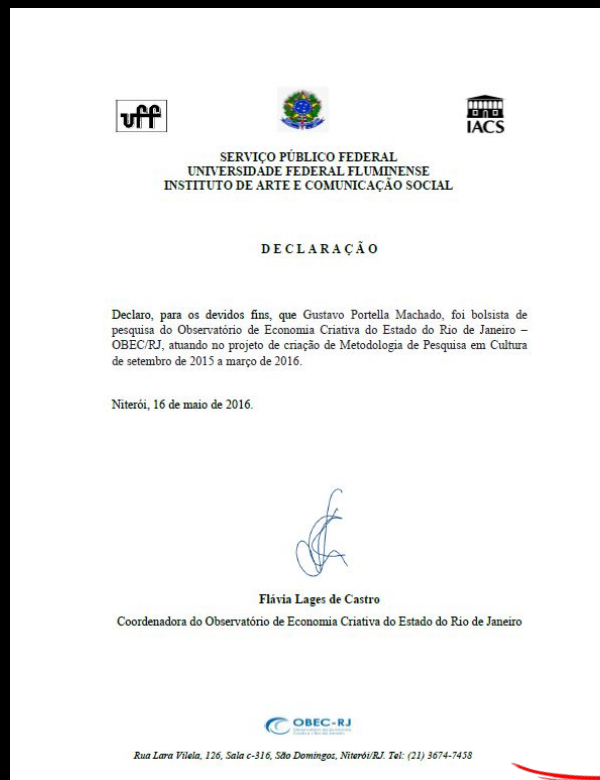 uff
IACS
SERVIÇO PÚBLICO FEDERAL
UNIVERSIDADE FEDERAL FLUMINENSE
INSTITUTO DE ARTE E COMUNICAÇÃO SOCIAL
DECLARAÇÃO
Declaro, para os devidos fins, que Gustavo Portella Machado, foi bolsista de
pesquisa do Observatório de Economia Criativa do Estado do Rio de Janeiro –
OBEC/RJ, atuando no projeto de criação de Metodologia de Pesquisa em Cultura
de setembro de 2015 a março de 2016.
Niterói, 16 de maio de 2016.
Flávia Lages de Castro
Coordenadora do Observatório de Economia Criativa do Estado do Rio de Janeiro
OBEC-RJ
Rua Lara Vilela, 126, Sala c-316, São Domingos, Niterói/RJ. Tel: (21) 3674-7458